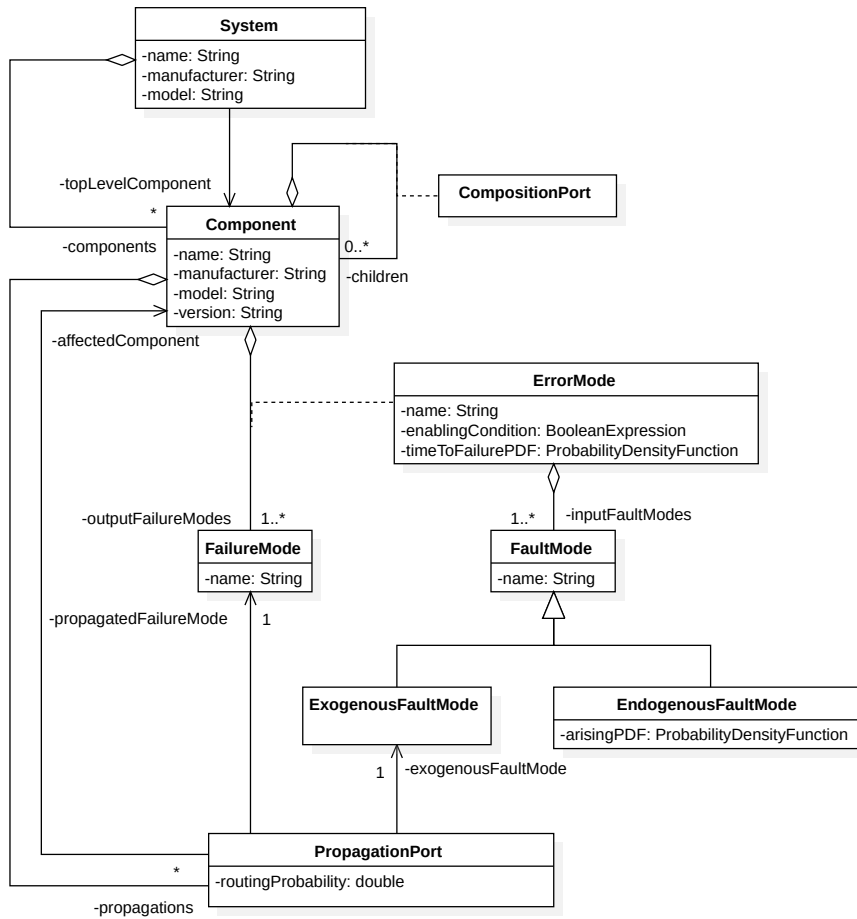 System
-name: String
-manufacturer: String
-model: String
-topLevelComponent
CompositionPort
*
Component
-components
0..*
-name: String
-manufacturer: String
-model: String
-version: String
-children
-affectedComponent
ErrorMode
-name: String
-enablingCondition: BooleanExpression
-timeToFailurePDF: ProbabilityDensityFunction
-outputFailureModes
1..*
1..*
-inputFaultModes
FailureMode
-name: String
FaultMode
-name: String
-propagatedFailureMode
1
ExogenousFaultMode
EndogenousFaultMode
-arisingPDF: ProbabilityDensityFunction
1
-exogenousFaultMode
PropagationPort
-routingProbability: double
*
-propagations